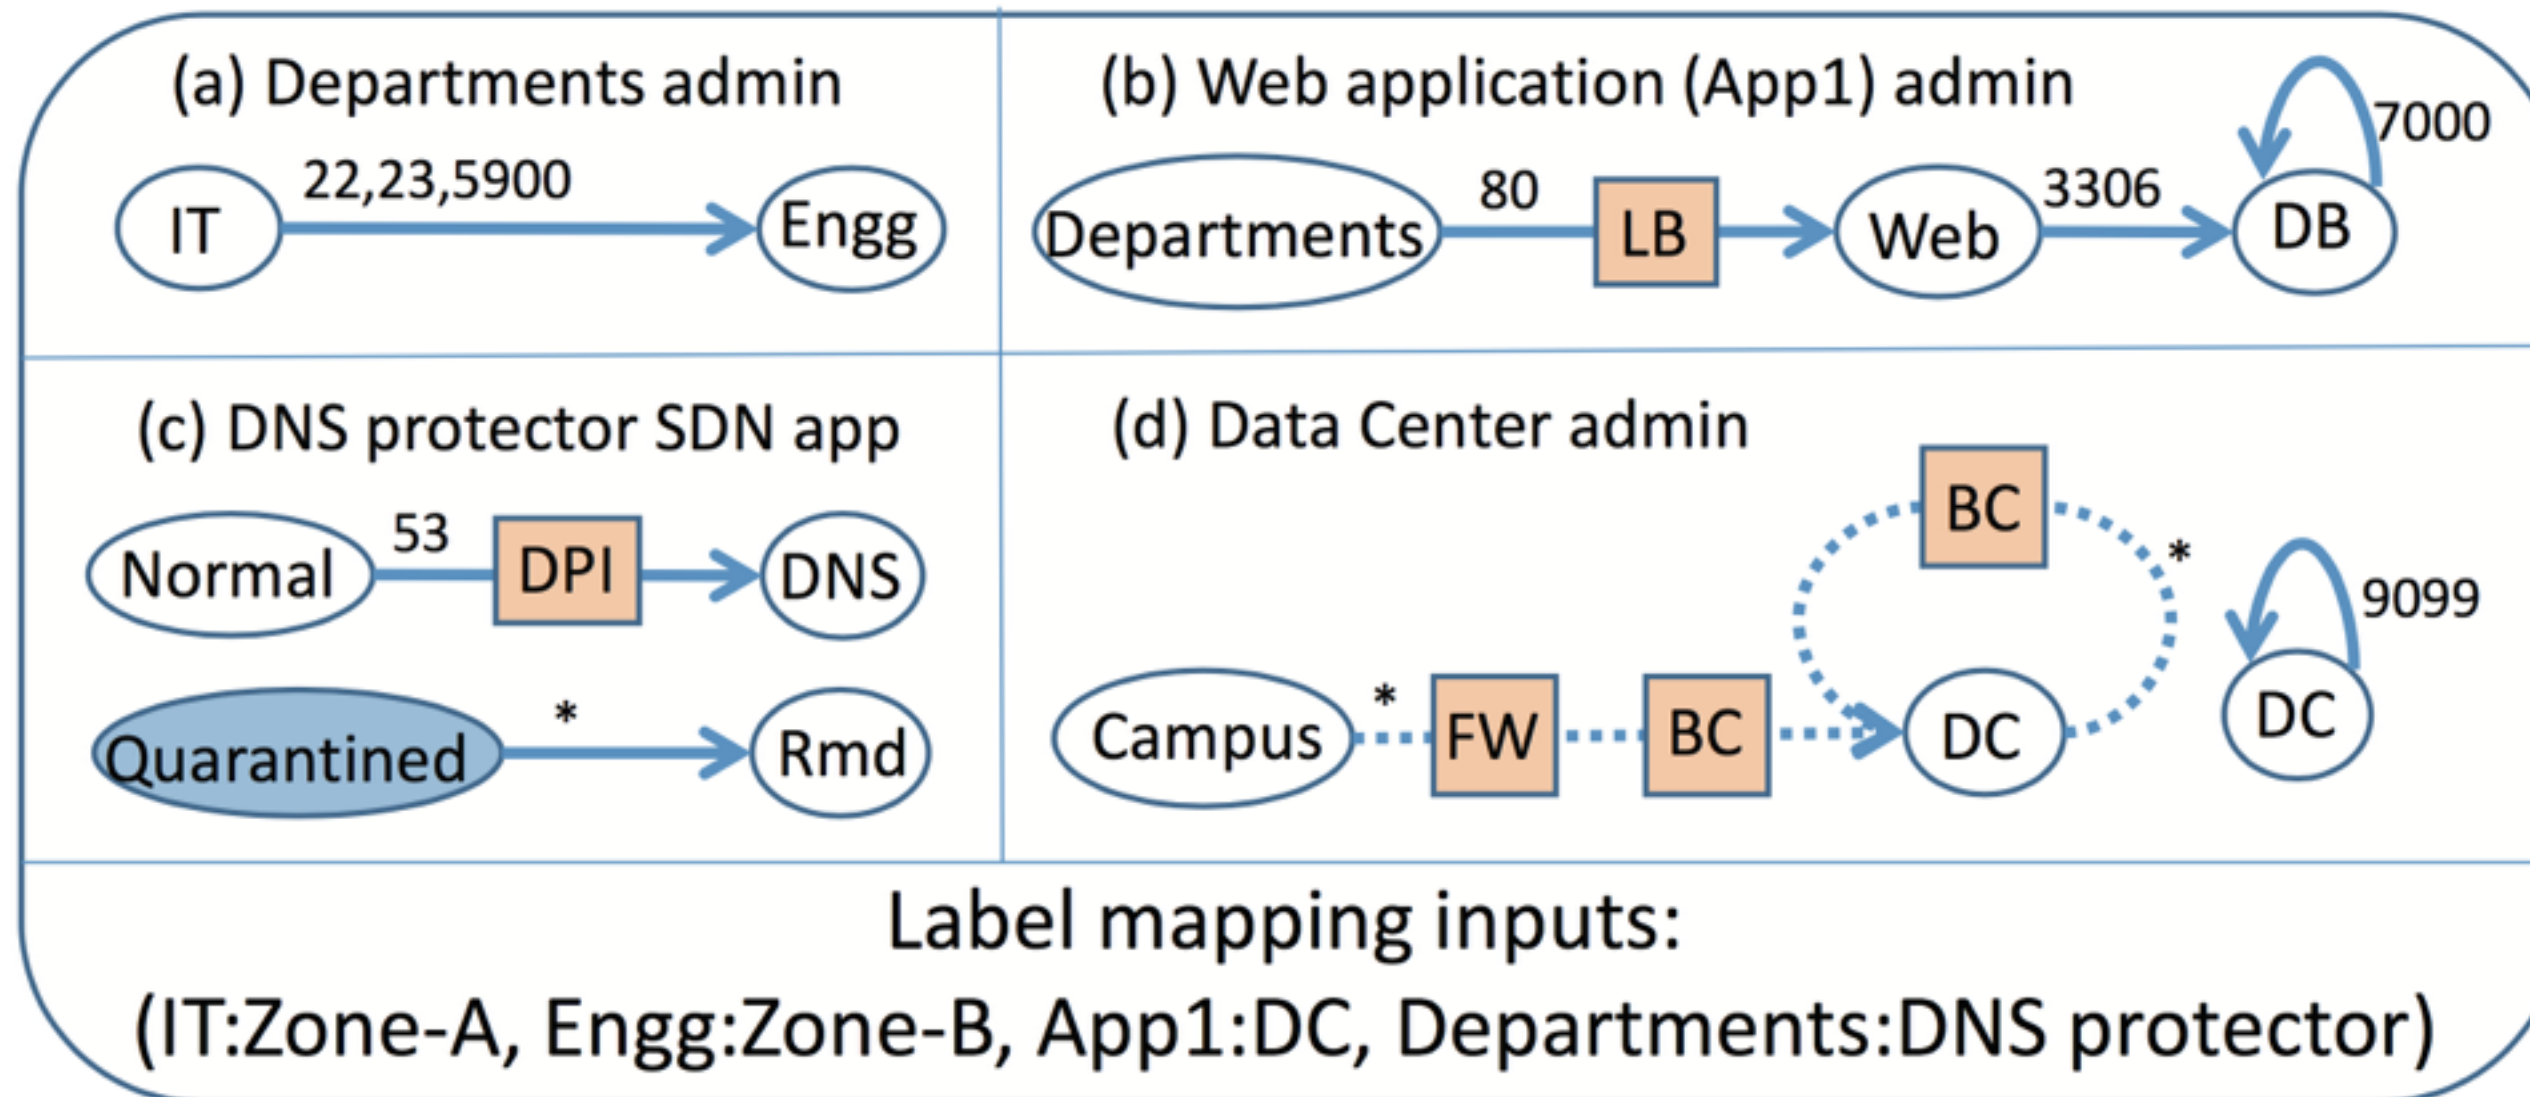 (a) Departments admin
22,23,5900
IT
Engg
(b) Web application (App1) admin
7000
80
3306
Departments
LB
Web
DB
(c) DNS protector SDN app
53
Normal
DPI
DNS
*
Quarantined
Rmd
(d) Data Center admin
BC
*
9099
*
Campus
FW
BC
DC
DC
Label mapping inputs:
(IT:Zone-A, Engg:Zone-B, App1:DC, Departments:DNS protector)